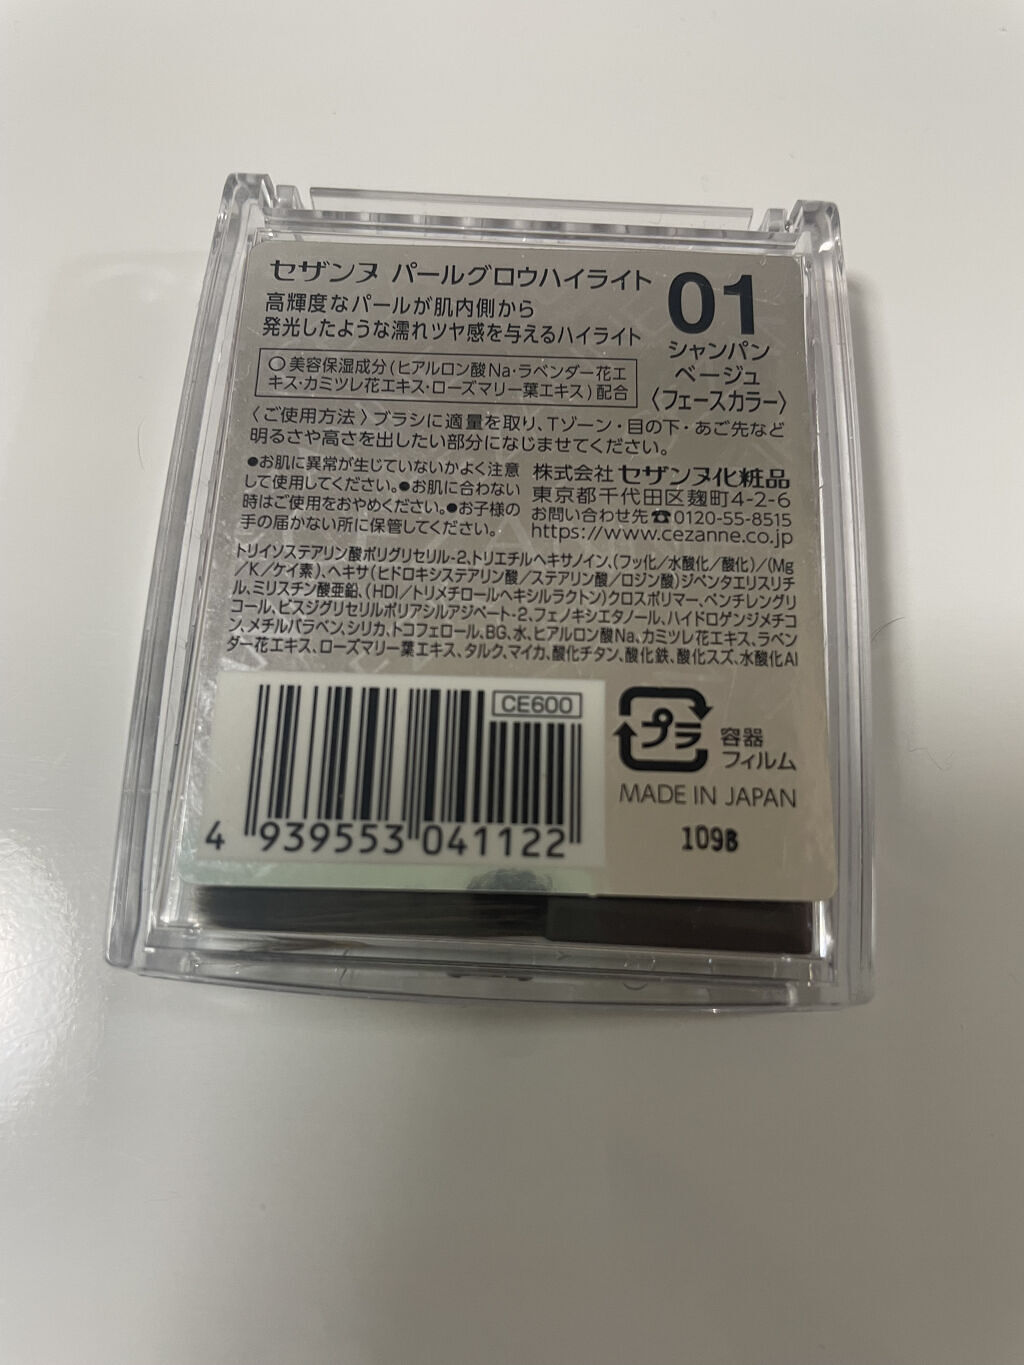 セザンヌ パールグロウハイライト
高輝度なパールが肌内側から
発光したような濡れツヤ感を与えるハイライト
01
シャンパン
ベージュ
〈フェースカラー〉
○美容保湿成分(ヒアルロン酸Na・ラベンダー花エ
キス・カミツレ花エキス・ローズマリー葉エキス)配合
〈ご使用方法〉ブラシに適量を取り、Tゾーン・目の下・あご先など
明るさや高さを出したい部分になじませてください。
●お肌に異常が生じていないかよく注意
して使用してください。●お肌に合わない
時はご使用をおやめください。●お子様の
手の届かない所に保管してください。
株式会社 セザンヌ化粧品
東京都千代田区麹町4-2-6
お問い合わせ先☎0120-55-8515
https://www.cezanne.co.jp
トリイソステアリン酸ポリグリセリル-2、トリエチルヘキサノイン、(フッ化/水酸化/酸化)/(Mg
/K/ケイ素)、ヘキサ(ヒドロキシステアリン酸/ステアリン酸/ロジン酸)ジペンタエリスリチ
ル、ミリスチン酸亜鉛、(HDI/トリメチロールヘキシルラクトン)クロスポリマー、ペンチレングリ
コール、ビスジグリセリルポリアシルアジペート-2、フェノキシエタノール、ハイドロゲンジメチコ
ン、メチルパラベン、シリカ、トコフェロール、BG、水、ヒアルロン酸Na、カミツレ花エキス、ラベン
ダー花エキス、ローズマリー葉エキス、タルク、マイカ、酸化チタン、酸化鉄、酸化スズ、水酸化Al
CE600
4 939553 041122
プラ
容器
フィルム
MADE IN JAPAN
109B